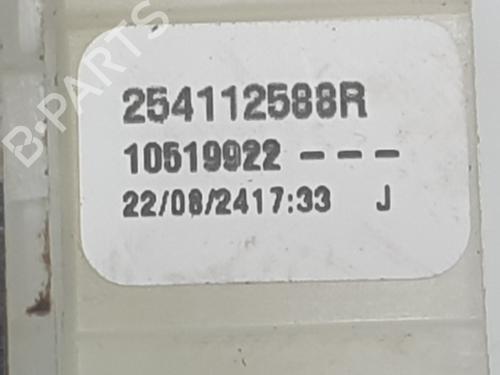 B-PARTS
254112588R
10519922 - - -
22/08/2417:33 J